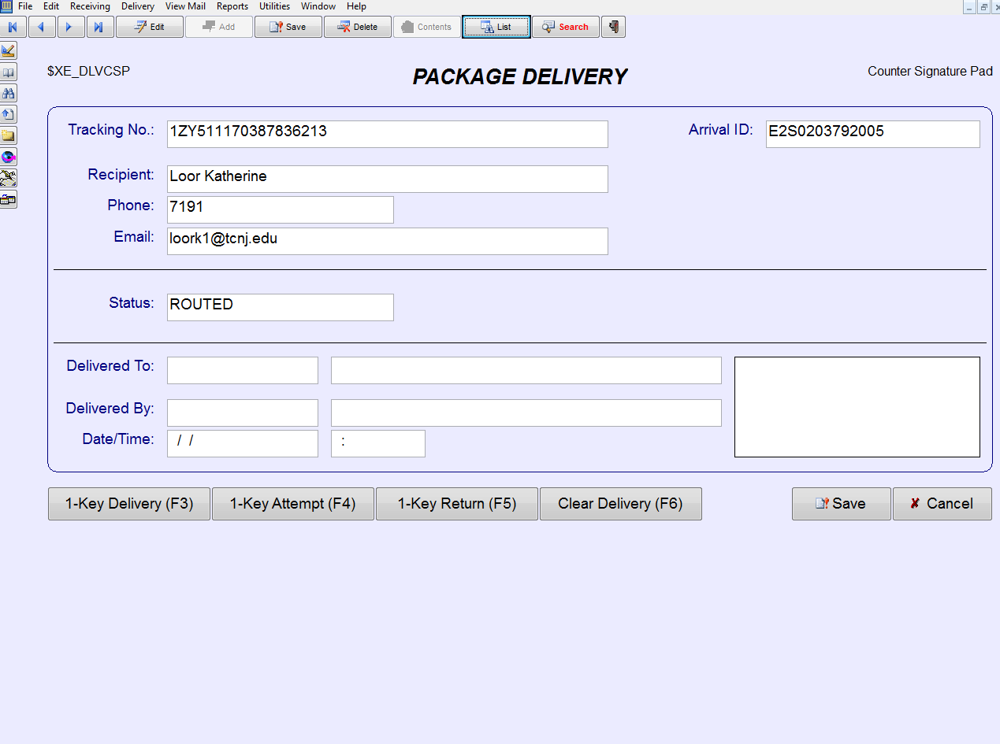 File Edit Receiving Delivery View Mail Reports Utilities Window Help
Edit Add Save Delete Contents List Search
$XE_DLVCSP
PACKAGE DELIVERY
Counter Signature Pad
Tracking No.: 1ZY511170387836213
Arrival ID: E2S0203792005
Recipient: Loor Katherine
Phone: 7191
Email: loork1@tcnj.edu
Status: ROUTED
Delivered To:
Delivered By:
Date/Time: / / :
1-Key Delivery (F3) 1-Key Attempt (F4) 1-Key Return (F5) Clear Delivery (F6) Save Cancel